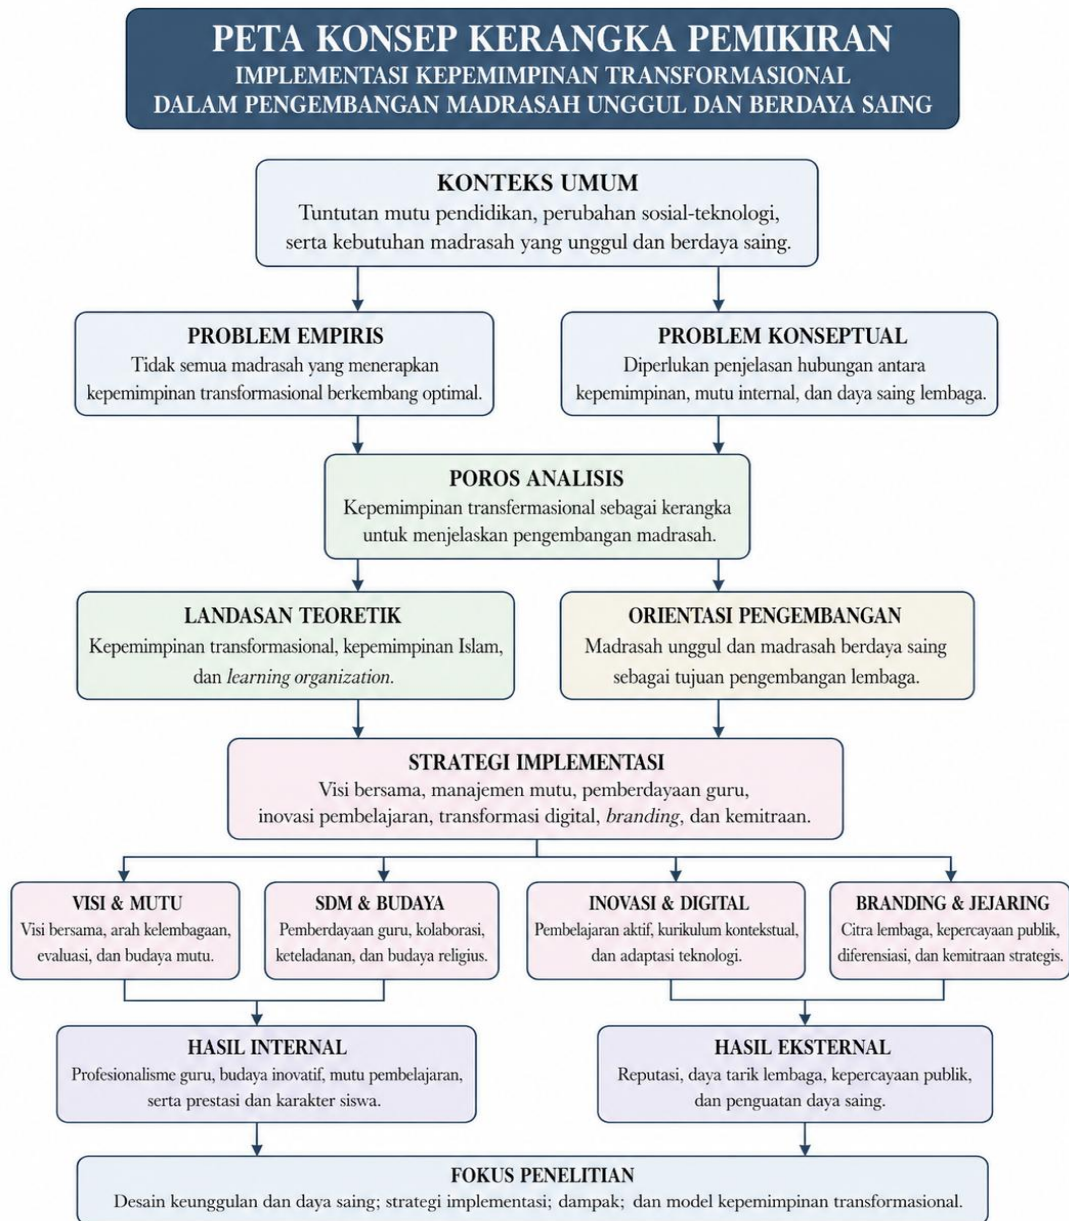 PETA KONSEP KERANGKA PEMIKIRAN
IMPLEMENTASI KEPEMIMPINAN TRANSFORMASIONAL
DALAM PENGEMBANGAN MADRASAH UNGGUL DAN BERDAYA SAING
KONTEKS UMUM
Tuntutan mutu pendidikan, perubahan sosial-teknologi,
serta kebutuhan madrasah yang unggul dan berdaya saing.
PROBLEM EMPIRIS
Tidak semua madrasah yang menerapkan
kepemimpinan transformasional berkembang optimal.
PROBLEM KONSEPTUAL
Diperlukan penjelasan hubungan antara
kepemimpinan, mutu internal, dan daya saing lembaga.
POROS ANALISIS
Kepemimpinan transfermasional sebagai kerangka
untuk menjelaskan pengembangan madrasah.
LANDASAN TEORETIK
Kepemimpinan transformasional, kepemimpinan Islam,
dan learning organization.
ORIENTASI PENGEMBANGAN
Madrasah unggul dan madrasah berdaya saing
sebagai tujuan pengembangan lembaga.
STRATEGI IMPLEMENTASI
Visi bersama, manajemen mutu, pemberdayaan guru,
inovasi pembelajaran, transformasi digital, branding, dan kemitraan.
VISI & MUTU
Visi bersama, arah kelembagaan,
evaluasi, dan budaya mutu.
SDM & BUDAYA
Pemberdayaan guru, kolaborasi,
keteladanan, dan budaya religius.
INOVASI & DIGITAL
Pembelajaran aktif, kurikulum kontekstual,
dan adaptasi teknologi.
BRANDING & JEJARING
Citra lembaga, kepercayaan publik,
diferensiasi, dan kemitraan strategis.
HASIL INTERNAL
Profesionalisme guru, budaya inovatif, mutu pembelajaran,
serta prestasi dan karakter siswa.
HASIL EKSTERNAL
Reputasi, daya tarik lembaga, kepercayaan publik,
dan penguatan daya saing.
FOKUS PENELITIAN
Desain keunggulan dan daya saing; strategi implementasi; dampak; dan model kepemimpinan transformasional.